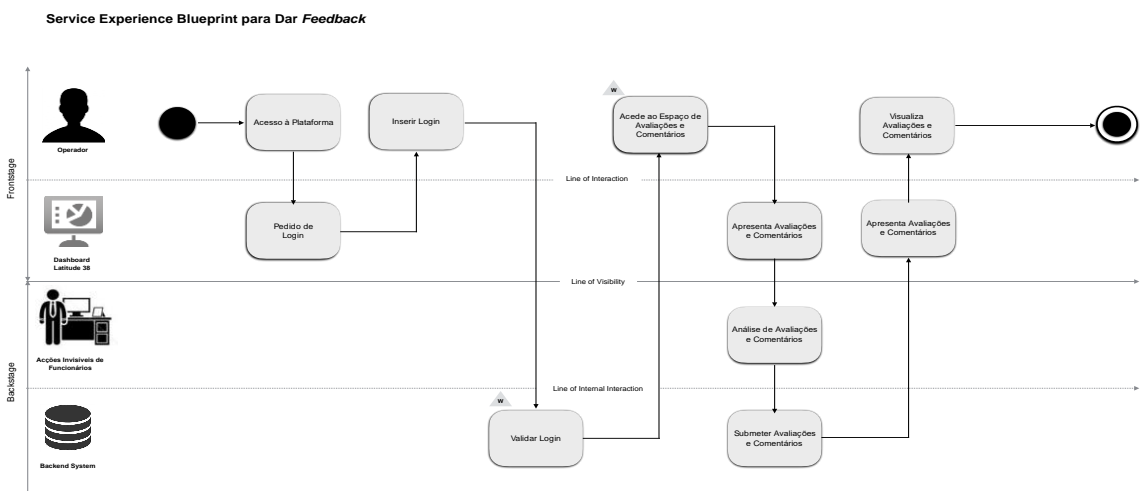 Service Experience Blueprint para Dar Feedback
Frontstage
Operador
Acesso à Plataforma
Inserir Login
w
Acede ao Espaço de
Avaliações e
Comentários
Visualiza
Avaliações e
Comentários
Line of Interaction
Dashboard
Latitude 38
Pedido de
Login
Apresenta Avaliações
e Comentários
Apresenta Avaliações
e Comentários
Line of Visibility
Backstage
Acções Invisíveis de
Funcionários
Análise de Avaliações
e Comentários
Line of Internal Interaction
Backend System
w
Validar Login
Submeter Avaliações
e Comentários